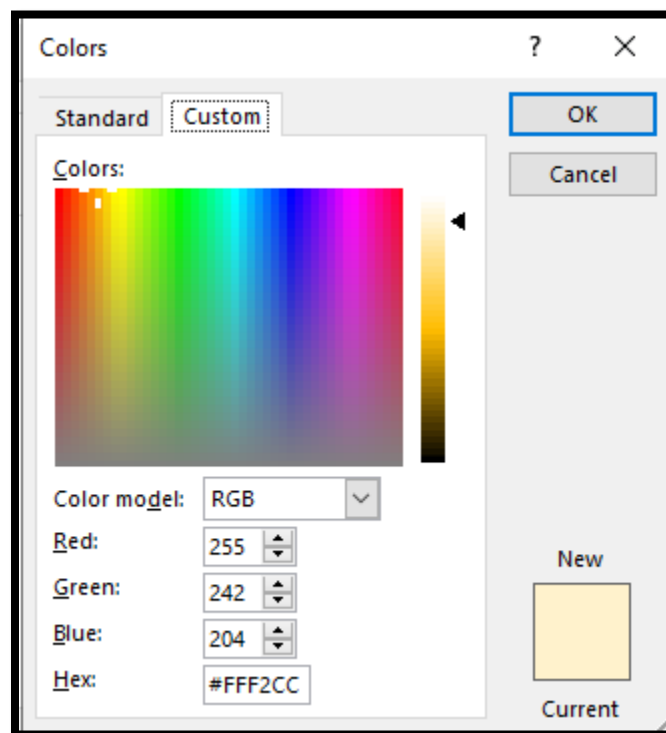 Colors ? ×
Standard Custom OK
Colors: Cancel
Color model: RGB
Red: 255
Green: 242
Blue: 204
Hex: #FFF2CC
New
Current